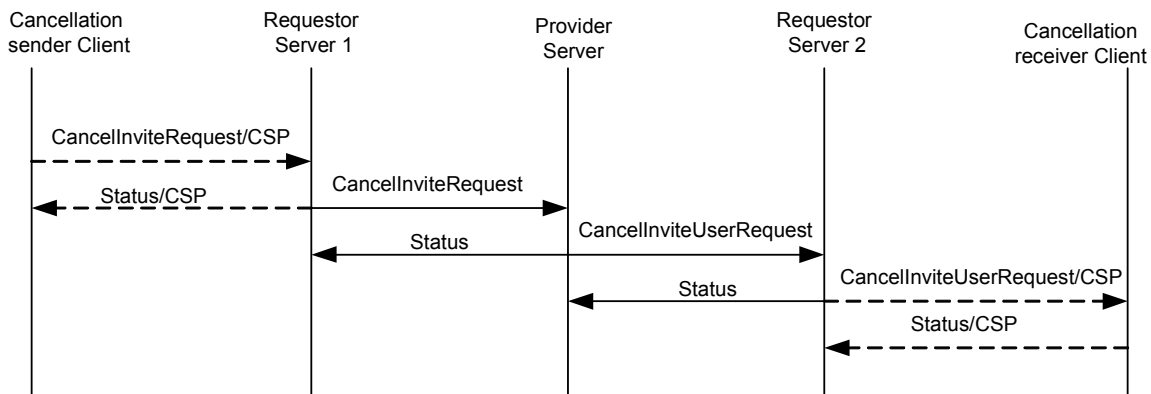 Cancellation
sender Client
Requestor
Server 1
Provider
Server
Requestor
Server 2
Cancellation
receiver Client
CancelInviteRequest/CSP
Status/CSP
CancelInviteRequest
Status
CancelInviteUserRequest
Status
CancelInviteUserRequest/CSP
Status/CSP